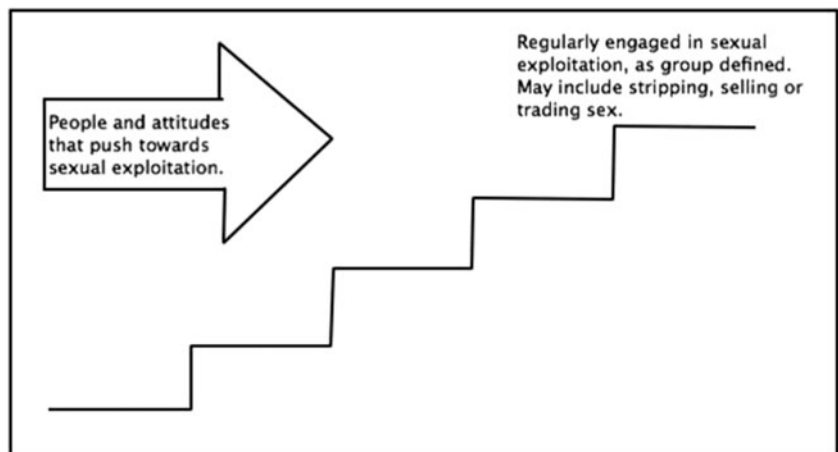 People and attitudes
that push towards
sexual exploitation.
Regularly engaged in sexual
exploitation, as group defined.
May include stripping, selling or
trading sex.